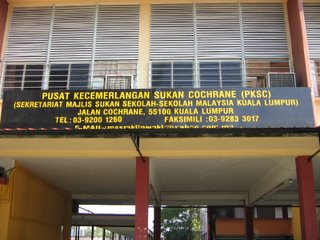 PUSAT KECEMERLANGAN SUKAN COCHRANE (PKSC)
(SEKRETARIAT MAJLIS SUKAN SEKOLAH-SEKOLAH MALAYSIA KUALA LUMPUR)
JALAN COCHRANE, 55100 KUALA LUMPUR
TEL: 03-9200 1260 FAKSIMILI : 03-9283 3017
E-MAIL: